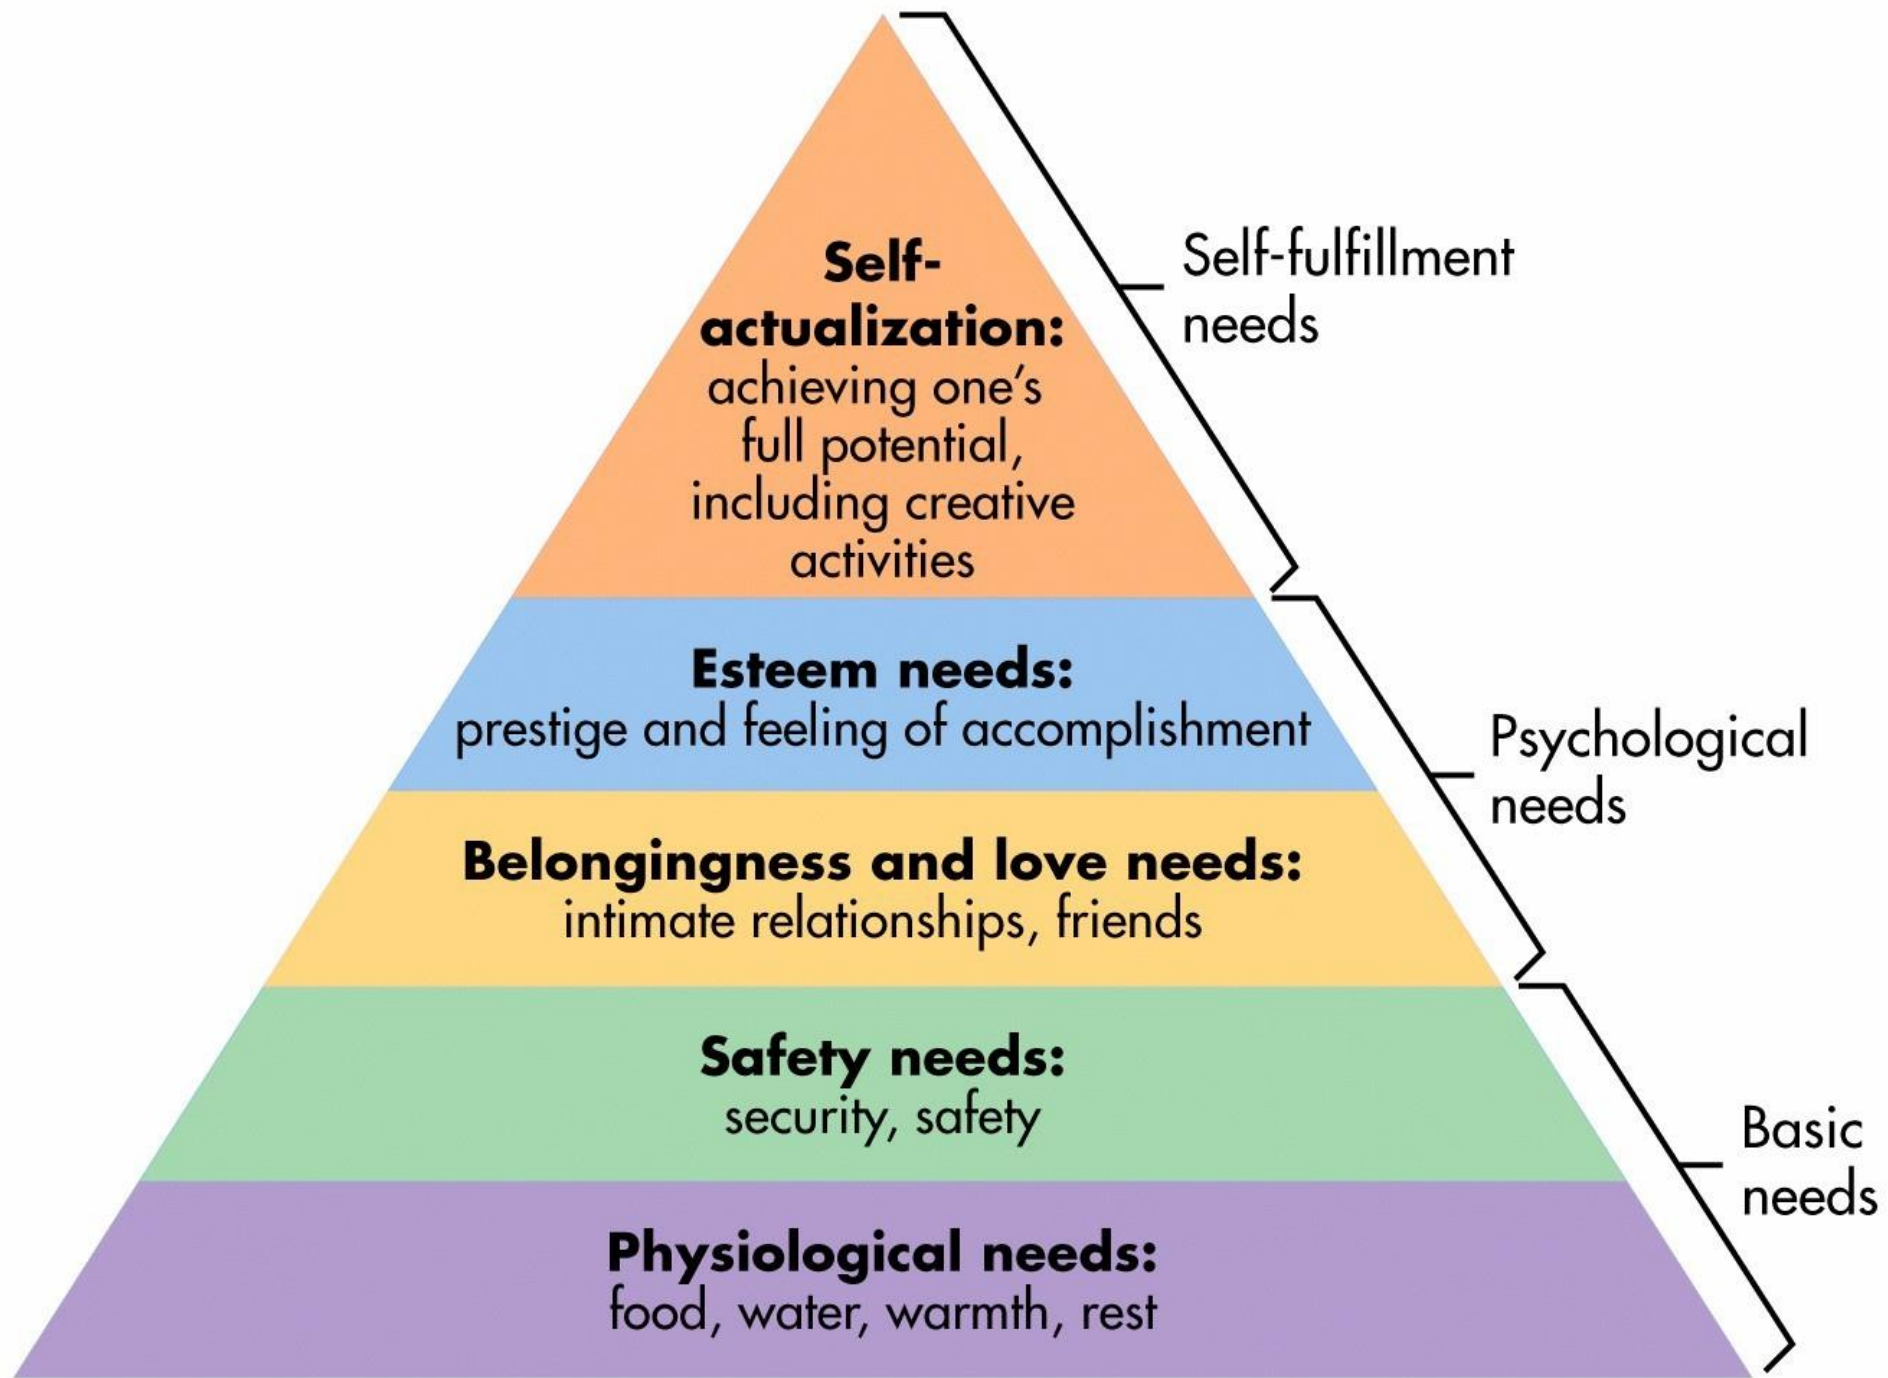 Self-
actualization:
achieving one’s
full potential,
including creative
activities
Self-fulfillment
needs
Esteem needs:
prestige and feeling of accomplishment
Psychological
needs
Belongingness and love needs:
intimate relationships, friends
Safety needs:
security, safety
Basic
needs
Physiological needs:
food, water, warmth, rest